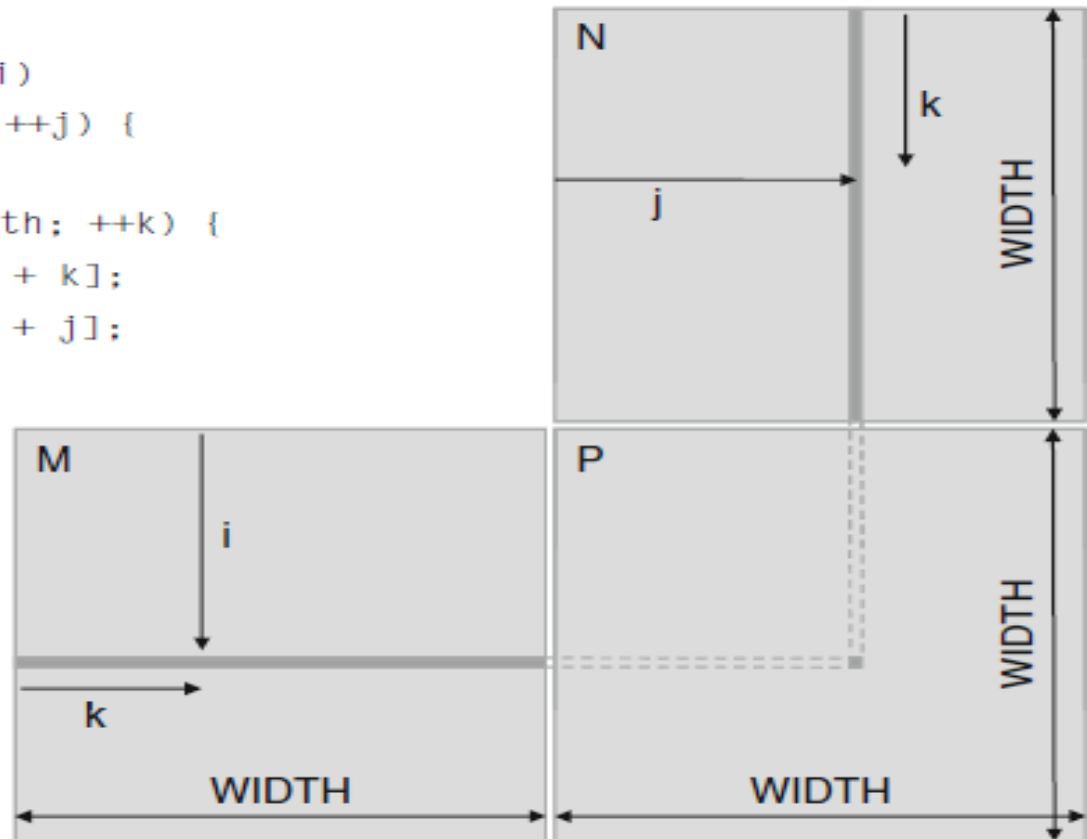 i)
++j) {
th; ++k) {
+ k];
+ j];
N
k
j
WIDTH
M
i
k
WIDTH
P
WIDTH
WIDTH